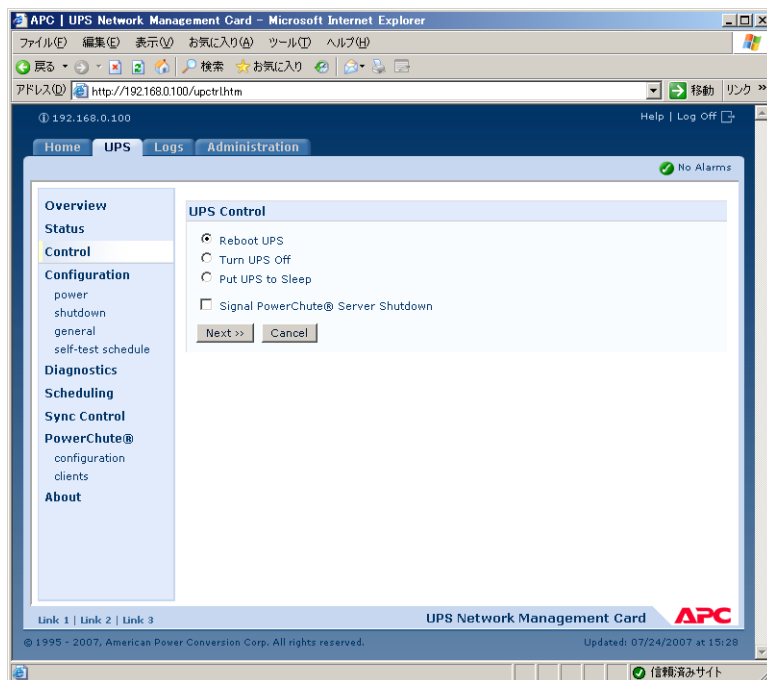 APC | UPS Network Management Card - Microsoft Internet Explorer
ファイル(F) 編集(E) 表示(V) お気に入り(A) ツール(T) ヘルプ(H)
戻る 検索 お気に入り
アドレス(D) http://192.168.0.100/upctrl.htm 移動 リンク »
192.168.0.100 Help | Log Off
Home UPS Logs Administration
No Alarms
Overview
Status
Control
Configuration
power
shutdown
general
self-test schedule
Diagnostics
Scheduling
Sync Control
PowerChute®
configuration
clients
About
UPS Control
Reboot UPS
Turn UPS Off
Put UPS to Sleep
Signal PowerChute® Server Shutdown
Next >> Cancel
Link 1 | Link 2 | Link 3 UPS Network Management Card APC
© 1995 - 2007, American Power Conversion Corp. All rights reserved. Updated: 07/24/2007 at 15:28
信頼済みサイト